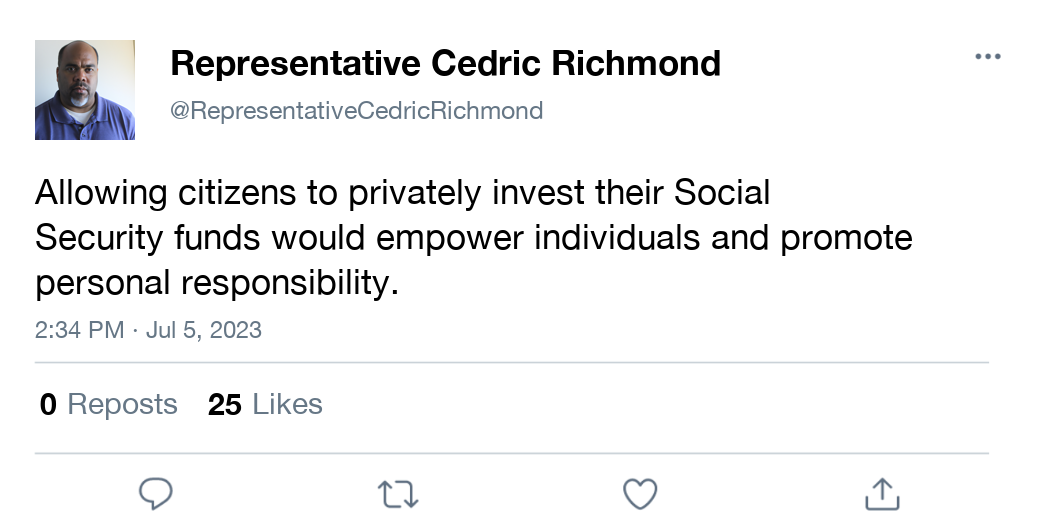 Representative Cedric Richmond
@RepresentativeCedricRichmond
Allowing citizens to privately invest their Social
Security funds would empower individuals and promote
personal responsibility.
2:34 PM · Jul 5, 2023
0 Reposts 25 Likes